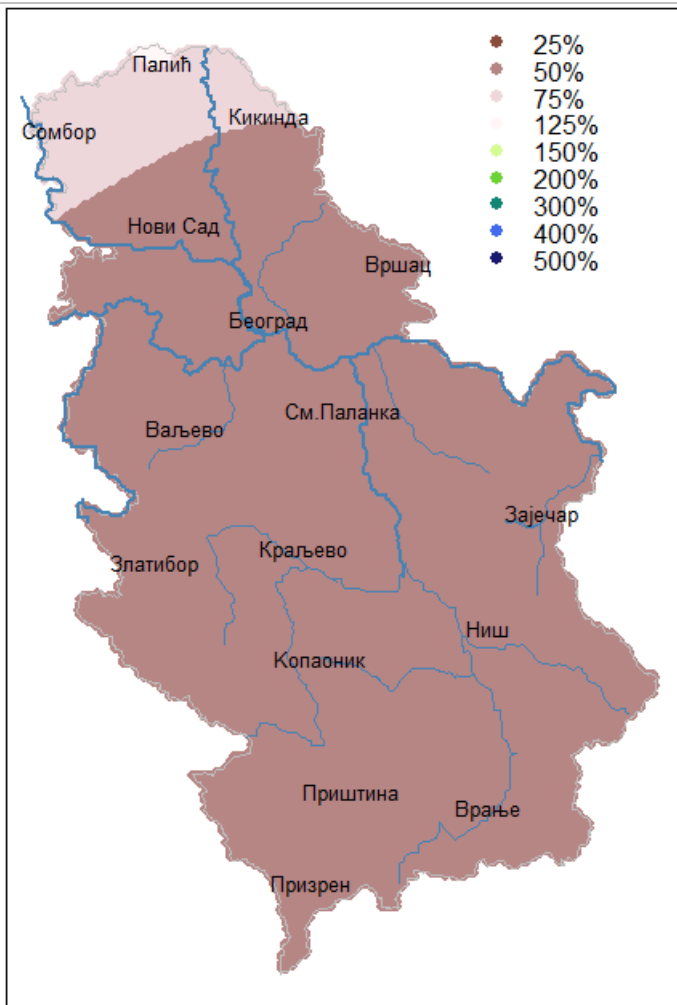 25%
50%
75%
125%
150%
200%
300%
400%
500%
Палић
Кикинда
Сомбор
Нови Сад
Вршац
Београд
См.Паланка
Ваљево
Зајечар
Краљево
Златибор
Ниш
Копаоник
Приштина
Врање
Призрен